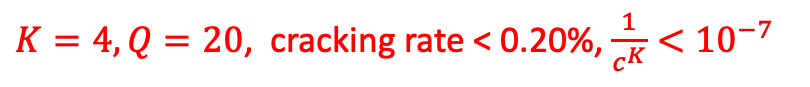 K = 4, Q = 20, cracking rate < 0.20%, 1/c^K < 10^-7